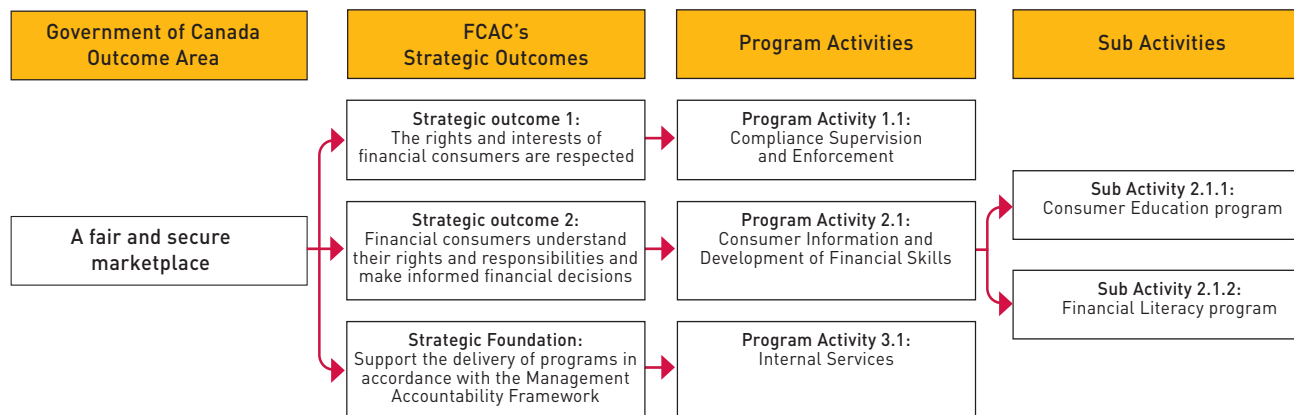 Government of Canada
Outcome Area
FCAC's
Strategic Outcomes
Program Activities
Sub Activities
A fair and secure
marketplace
Strategic outcome 1:
The rights and interests of
financial consumers are respected
Program Activity 1.1:
Compliance Supervision
and Enforcement
Strategic outcome 2:
Financial consumers understand
their rights and responsibilities and
make informed financial decisions
Program Activity 2.1:
Consumer Information and
Development of Financial Skills
Sub Activity 2.1.1:
Consumer Education program
Sub Activity 2.1.2:
Financial Literacy program
Strategic Foundation:
Support the delivery of programs in
accordance with the Management
Accountability Framework
Program Activity 3.1:
Internal Services